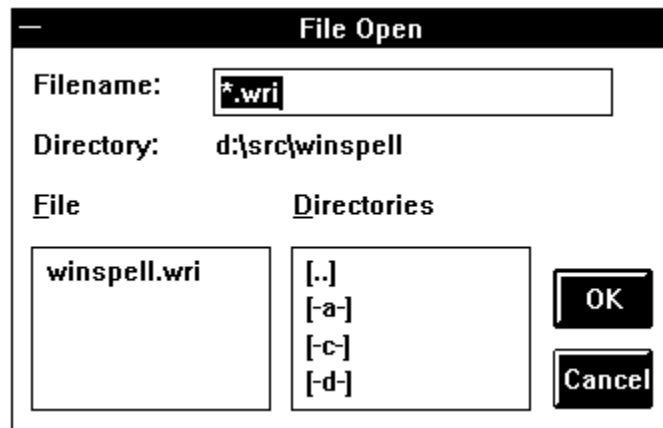 File Open
Filename: *.wri
Directory: d:\src\winspell
File Directories
winspell.wri [..]
[-a-]
[-c-]
[-d-]
OK
Cancel